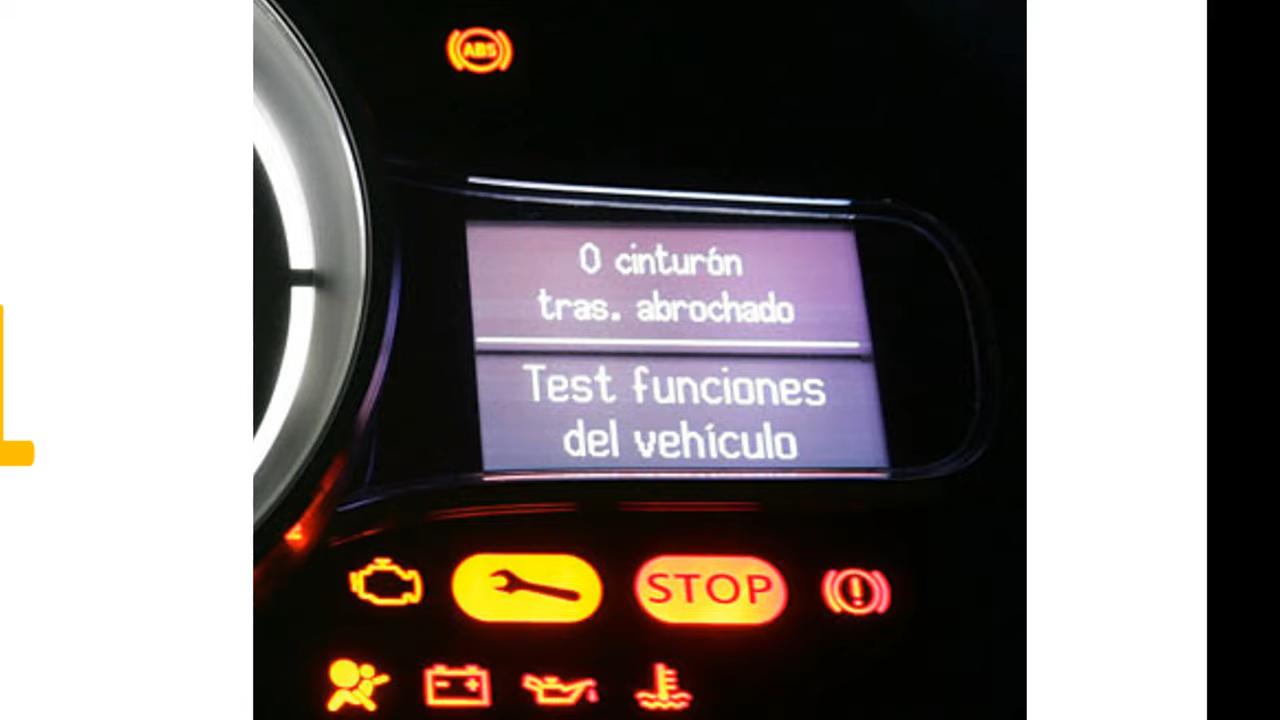 ABS
0 cinturón
tras. abrochado
Test funciones
del vehículo
STOP